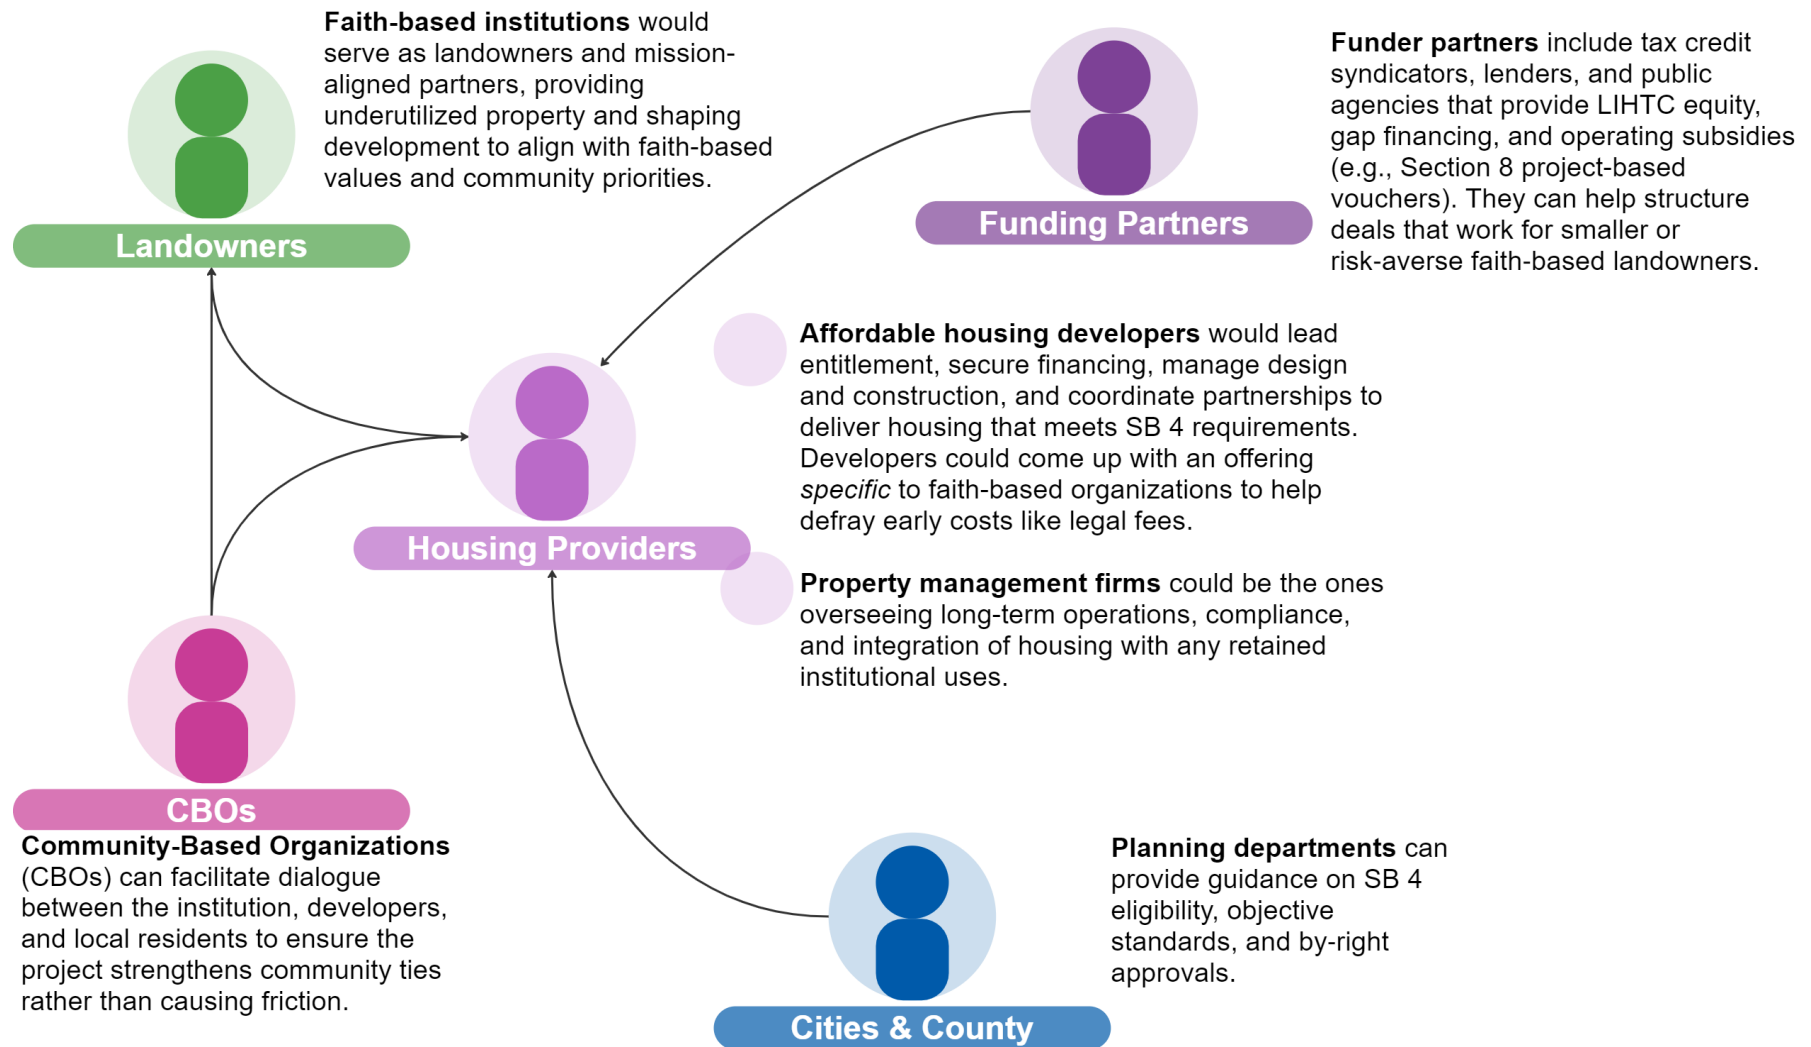 Faith-based institutions would
serve as landowners and mission-
aligned partners, providing
underutilized property and shaping
development to align with faith-based
values and community priorities.
Landowners
Funder partners include tax credit
syndicators, lenders, and public
agencies that provide LIHTC equity,
gap financing, and operating subsidies
(e.g., Section 8 project-based
vouchers). They can help structure
deals that work for smaller or
risk-averse faith-based landowners.
Funding Partners
Affordable housing developers would lead
entitlement, secure financing, manage design
and construction, and coordinate partnerships to
deliver housing that meets SB 4 requirements.
Developers could come up with an offering
specific to faith-based organizations to help
defray early costs like legal fees.
Housing Providers
Property management firms could be the ones
overseeing long-term operations, compliance,
and integration of housing with any retained
institutional uses.
CBOs
Community-Based Organizations
(CBOs) can facilitate dialogue
between the institution, developers,
and local residents to ensure the
project strengthens community ties
rather than causing friction.
Planning departments can
provide guidance on SB 4
eligibility, objective
standards, and by-right
approvals.
Cities & County